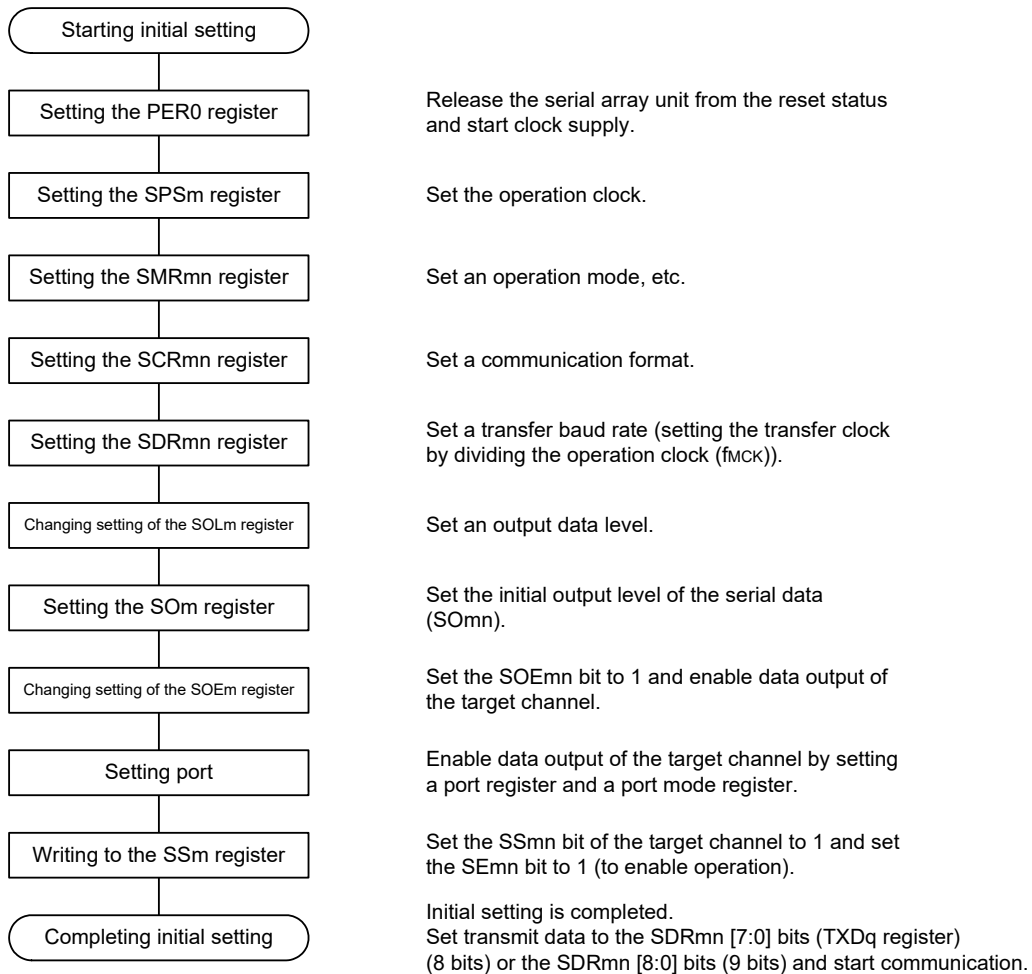 Starting initial setting
Setting the PER0 register
Release the serial array unit from the reset status
and start clock supply.
Setting the SPSm register
Set the operation clock.
Setting the SMRmn register
Set an operation mode, etc.
Setting the SCRmn register
Set a communication format.
Setting the SDRmn register
Set a transfer baud rate (setting the transfer clock
by dividing the operation clock (fMCK)).
Changing setting of the SOLm register
Set an output data level.
Setting the SOm register
Set the initial output level of the serial data
(SOmn).
Changing setting of the SOEm register
Set the SOEmn bit to 1 and enable data output of
the target channel.
Setting port
Enable data output of the target channel by setting
a port register and a port mode register.
Writing to the SSm register
Set the SSmn bit of the target channel to 1 and set
the SEmn bit to 1 (to enable operation).
Completing initial setting
Initial setting is completed.
Set transmit data to the SDRmn [7:0] bits (TXDq register)
(8 bits) or the SDRmn [8:0] bits (9 bits) and start communication.